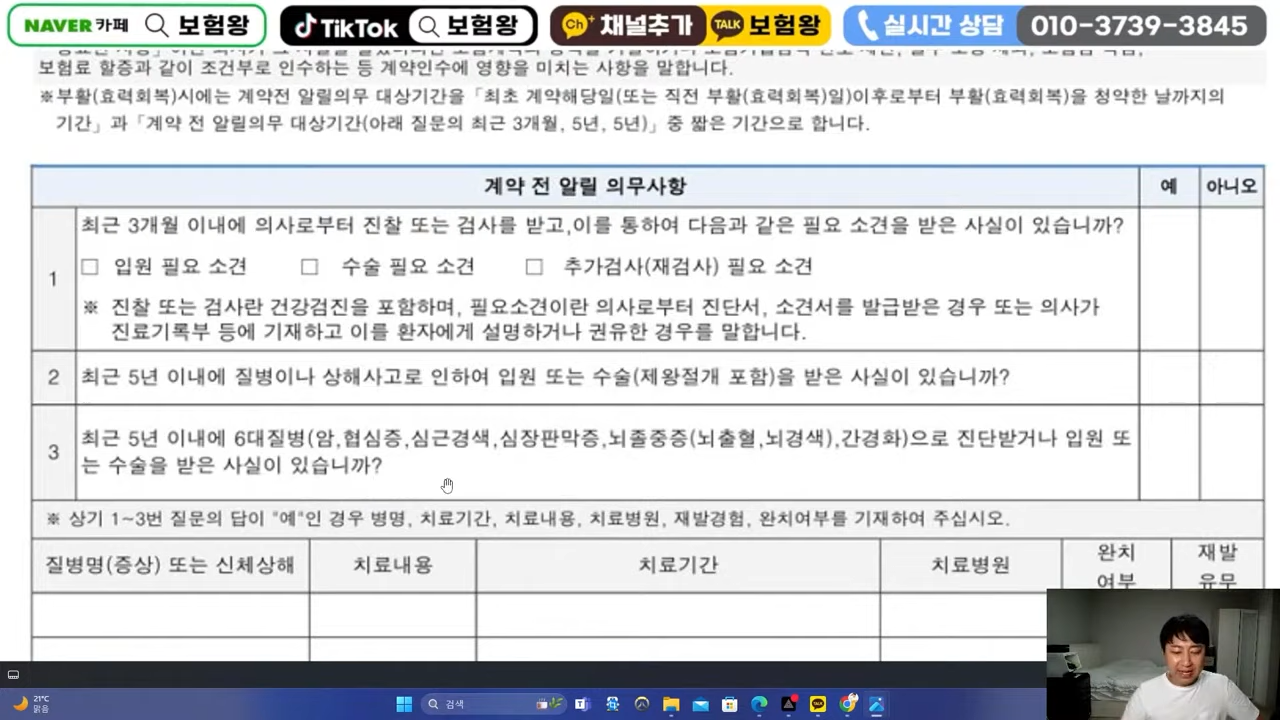 NAVER 카페 보험왕 TikTok 보험왕 Ch+ 채널추가 TALK 보험왕 실시간 상담 010-3739-3845
보험료 할증과 같이 조건부로 인수하는 등 계약인수에 영향을 미치는 사항을 말합니다.
※부활(효력회복)시에는 계약전 알릴의무 대상기간을 「최초 계약해당일(또는 직전 부활(효력회복)일)이후로부터 부활(효력회복)을 청약한 날까지의
기간」과 「계약 전 알릴의무 대상기간(아래 질문의 최근 3개월, 5년, 5년)」 중 짧은 기간으로 합니다.
계약 전 알릴 의무사항 예 아니오
1
최근 3개월 이내에 의사로부터 진찰 또는 검사를 받고,이를 통하여 다음과 같은 필요 소견을 받은 사실이 있습니까?
□ 입원 필요 소견 □ 수술 필요 소견 □ 추가검사(재검사) 필요 소견
※ 진찰 또는 검사란 건강검진을 포함하며, 필요소견이란 의사로부터 진단서, 소견서를 발급받은 경우 또는 의사가
진료기록부 등에 기재하고 이를 환자에게 설명하거나 권유한 경우를 말합니다.
2 최근 5년 이내에 질병이나 상해사고로 인하여 입원 또는 수술(제왕절개 포함)을 받은 사실이 있습니까?
3
최근 5년 이내에 6대질병(암,협심증,심근경색,심장판막증,뇌졸중증(뇌출혈,뇌경색),간경화)으로 진단받거나 입원 또
는 수술을 받은 사실이 있습니까?
※ 상기 1~3번 질문의 답이 "예"인 경우 병명, 치료기간, 치료내용, 치료병원, 재발경험, 완치여부를 기재하여 주십시오.
질병명(증상) 또는 신체상해 치료내용 치료기간 치료병원 완치 재발
여부 유무
21°C
맑음
검색
TALK